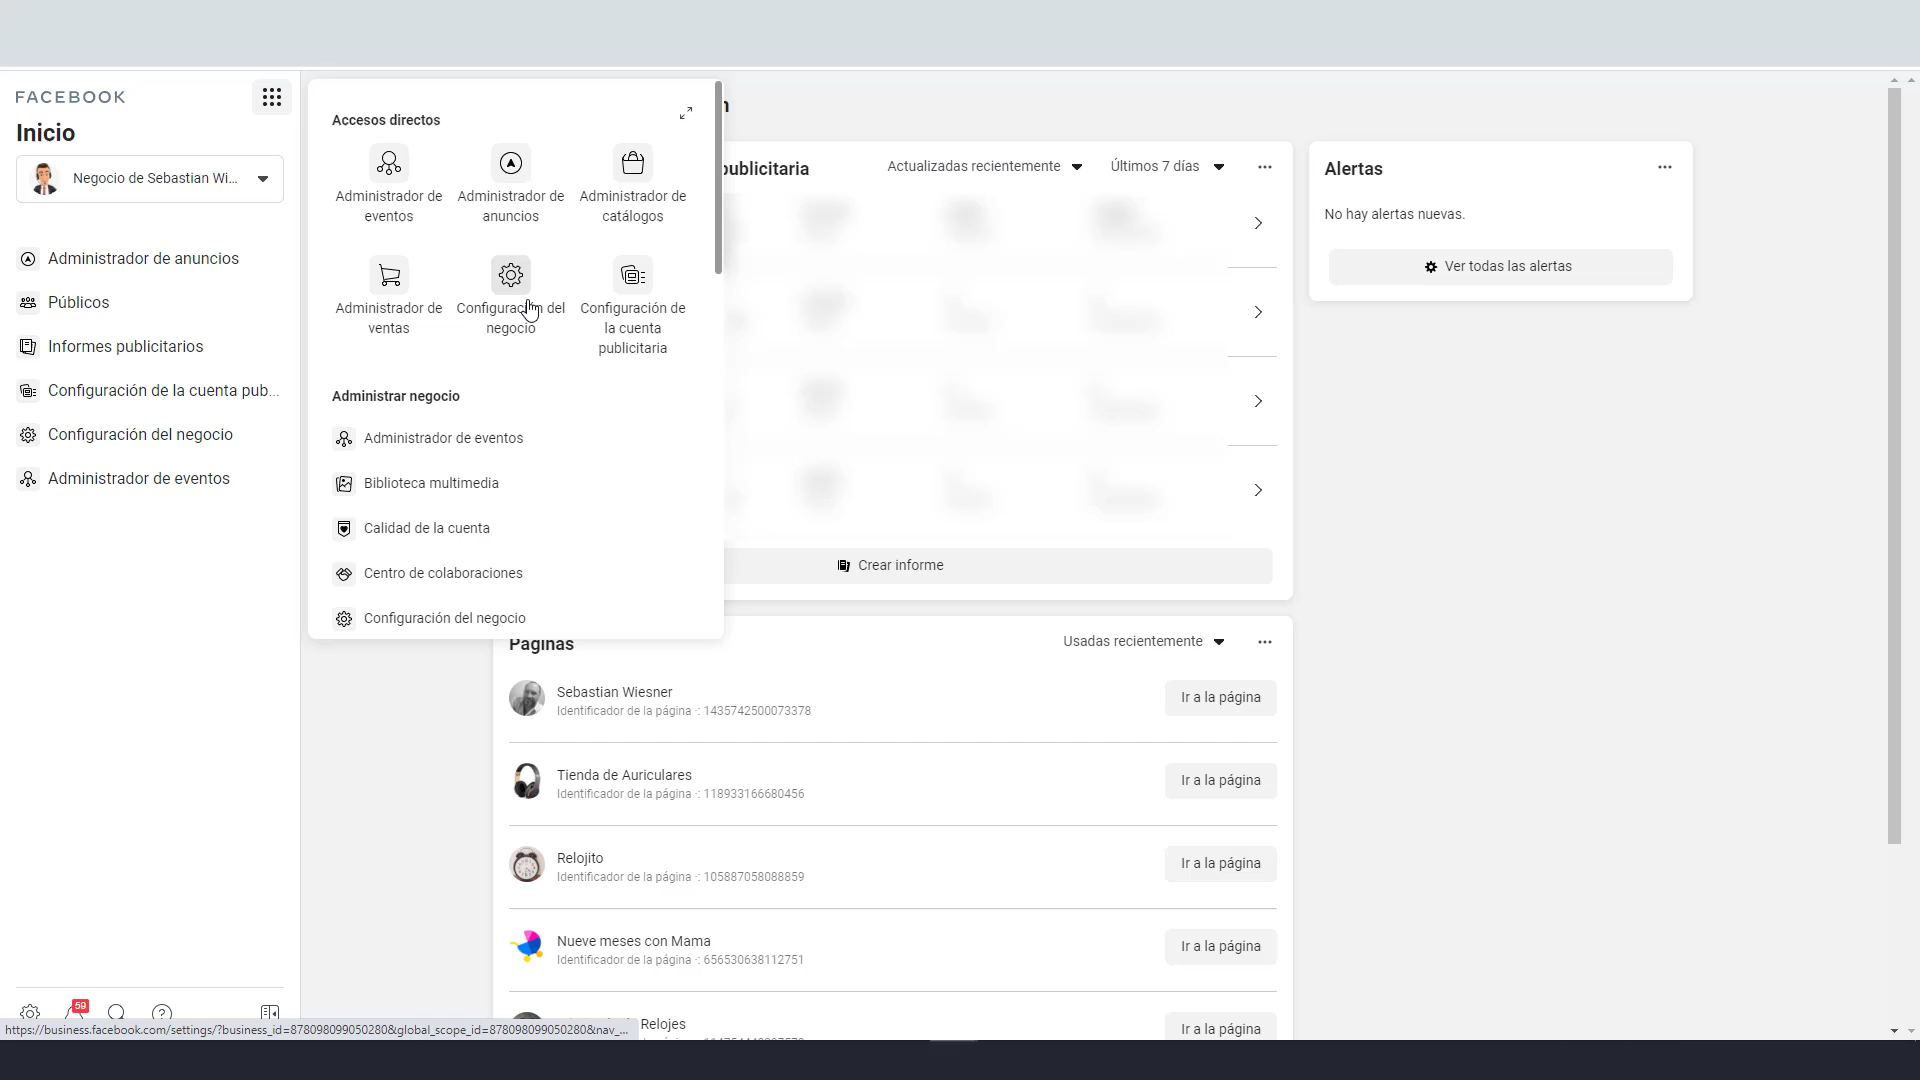 FACEBOOK
Inicio
Negocio de Sebastian Wi...
Administrador de anuncios
Públicos
Informes publicitarios
Configuración de la cuenta pub...
Configuración del negocio
Administrador de eventos
59
https://business.facebook.com/settings/?business_id=878098099050280&global_scope_id=878098099050280&nav_...
Accesos directos
Administrador de
eventos
Administrador de
anuncios
Administrador de
catálogos
Administrador de
ventas
Configuración del
negocio
Configuración de
la cuenta
publicitaria
Administrar negocio
Administrador de eventos
Biblioteca multimedia
Calidad de la cuenta
Centro de colaboraciones
Configuración del negocio
publicitaria
Actualizadas recientemente
Últimos 7 días
Crear informe
Páginas
Usadas recientemente
Sebastian Wiesner
Identificador de la página ·: 1435742500073378
Ir a la página
Tienda de Auriculares
Identificador de la página ·: 118933166680456
Ir a la página
Relojito
Identificador de la página ·: 105887058088859
Ir a la página
Nueve meses con Mama
Identificador de la página ·: 656530638112751
Ir a la página
Relojes
Ir a la página
Alertas
No hay alertas nuevas.
Ver todas las alertas